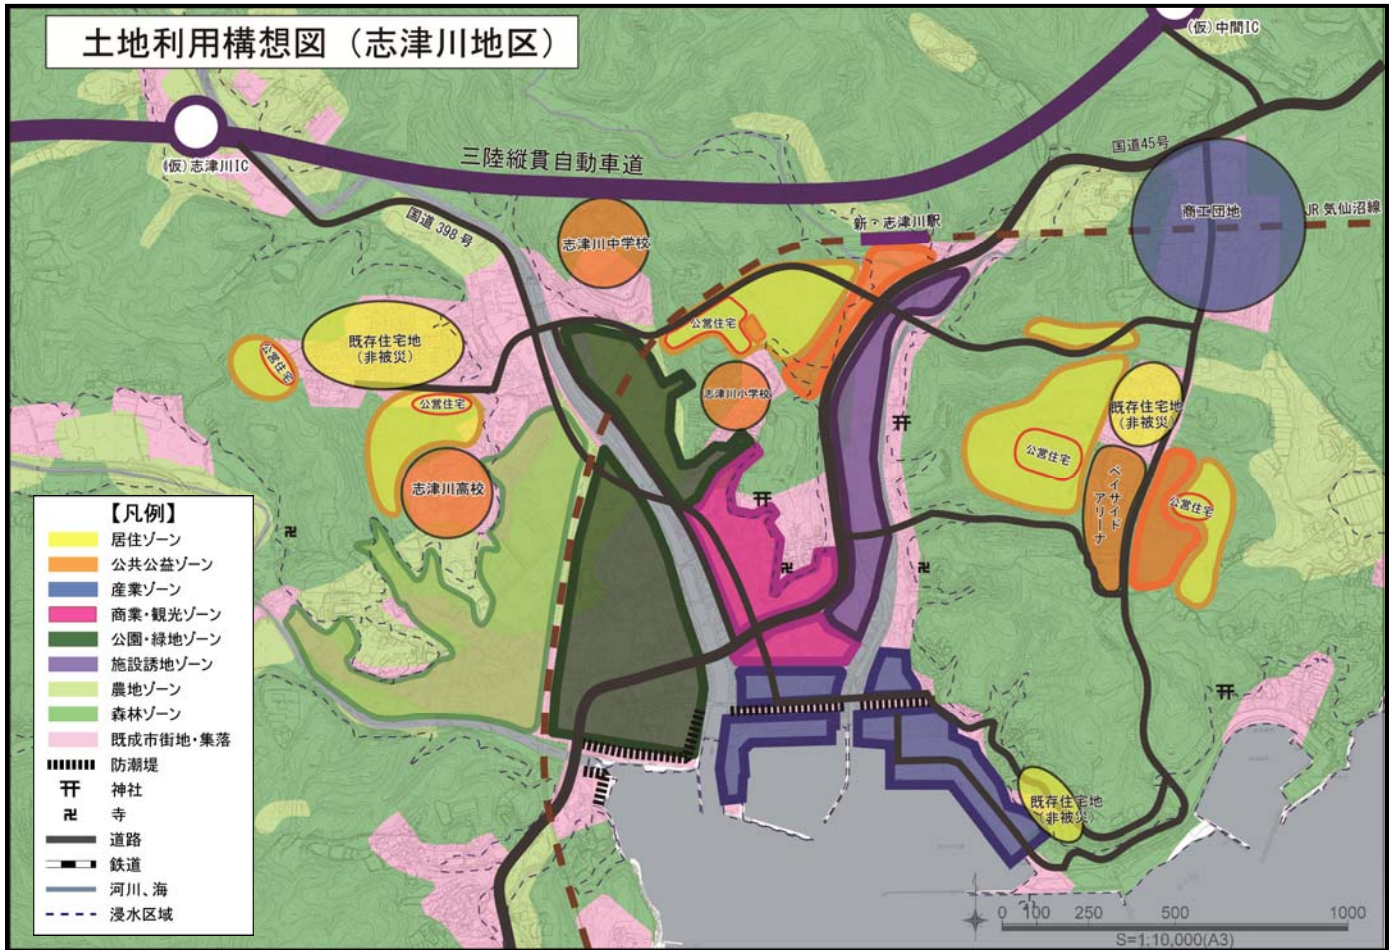 土地利用構想図（志津川地区）
(仮)中間IC
(仮)志津川IC
三陸縦貫自動車道
国道45号
国道398号
志津川中学校
新・志津川駅
商工団地
JR気仙沼線
公営住宅
既存住宅地
(非被災)
公営住宅
公営住宅
志津川小学校
既存住宅地
(非被災)
公営住宅
志津川高校
ベイサイド
アリーナ
公営住宅
既存住宅地
(非被災)
【凡例】
居住ゾーン
公共公益ゾーン
産業ゾーン
商業・観光ゾーン
公園・緑地ゾーン
施設誘地ゾーン
農地ゾーン
森林ゾーン
既成市街地・集落
防潮堤
神社
寺
道路
鉄道
河川、海
浸水区域
0 100 250 500 1000
S=1:10,000(A3)